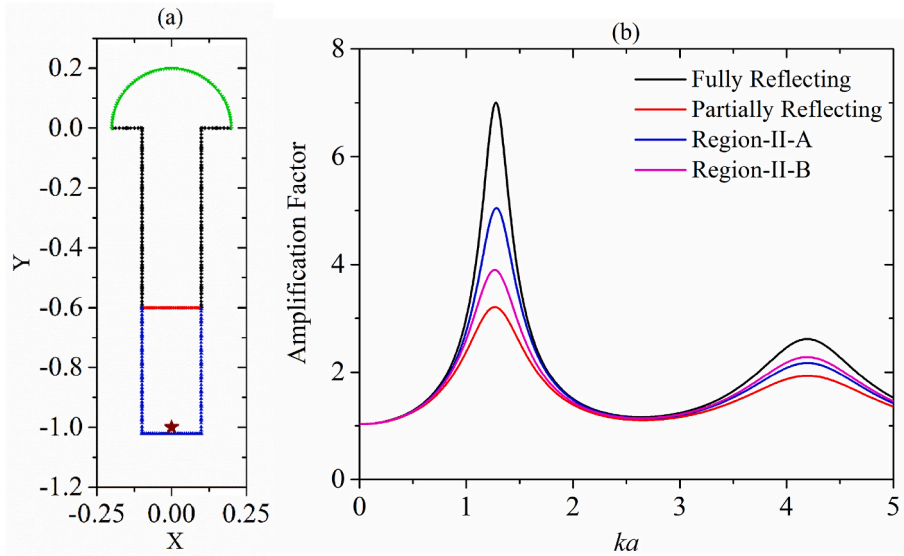 (a)
0.2
0.0
-0.2
-0.4
-0.6
-0.8
-1.0
-1.2
Y
-0.25 0.00 0.25
X
(b)
8
6
4
2
0
Amplification Factor
Fully Reflecting
Partially Reflecting
Region-II-A
Region-II-B
0 1 2 3 4 5
ka